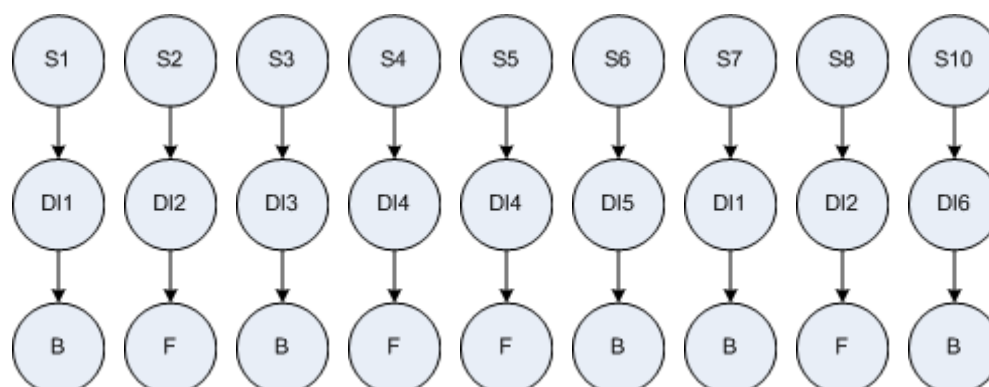 S1 S2 S3 S4 S5 S6 S7 S8 S10
DI1 DI2 DI3 DI4 DI4 DI5 DI1 DI2 DI6
B F B F F B B F B